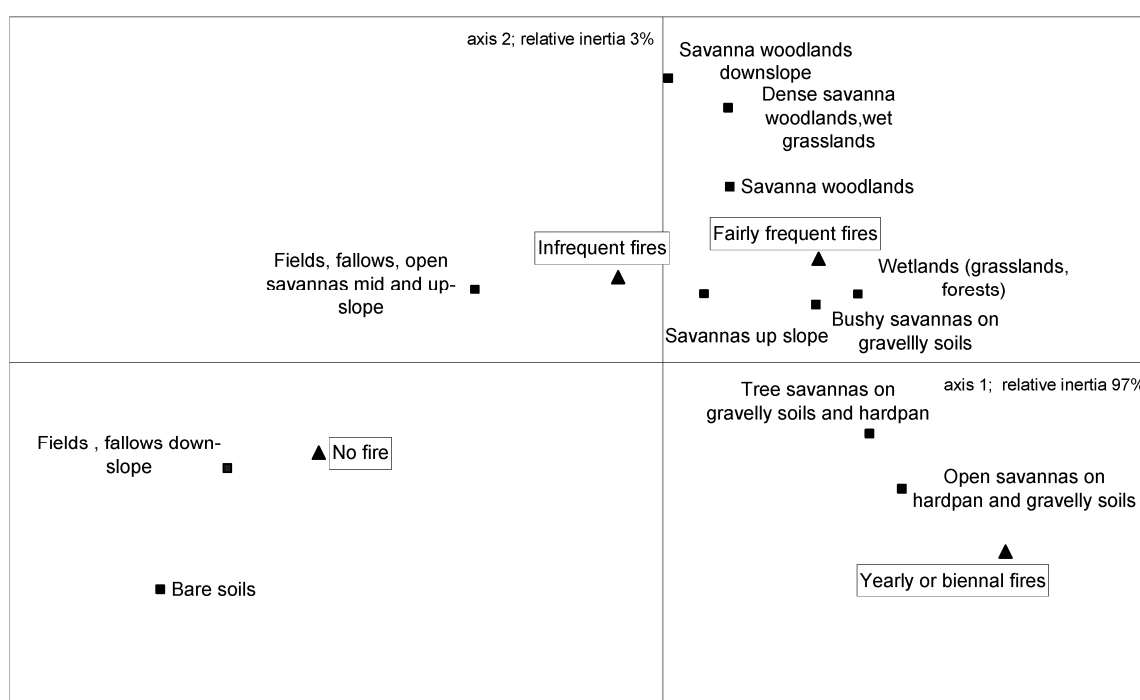 axis 2; relative inertia 3%
Savanna woodlands
downslope
Dense savanna
woodlands,wet
grasslands
Savanna woodlands
Fairly frequent fires
Infrequent fires
Fields, fallows, open
savannas mid and up-
slope
Wetlands (grasslands,
forests)
Savannas up slope
Bushy savannas on
gravellly soils
axis 1; relative inertia 97%
Tree savannas on
gravelly soils and hardpan
Fields , fallows down-
slope
No fire
Open savannas on
hardpan and gravelly soils
Yearly or biennal fires
Bare soils